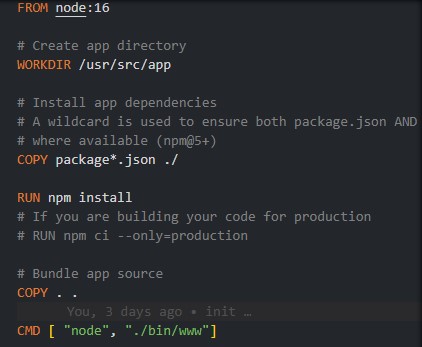 FROM node:16
# Create app directory
WORKDIR /usr/src/app
# Install app dependencies
# A wildcard is used to ensure both package.json AND
# where available (npm@5+)
COPY package*.json ./
RUN npm install
# If you are building your code for production
# RUN npm ci --only=production
# Bundle app source
COPY . .
You, 3 days ago • init …
CMD [ "node", "./bin/www"]